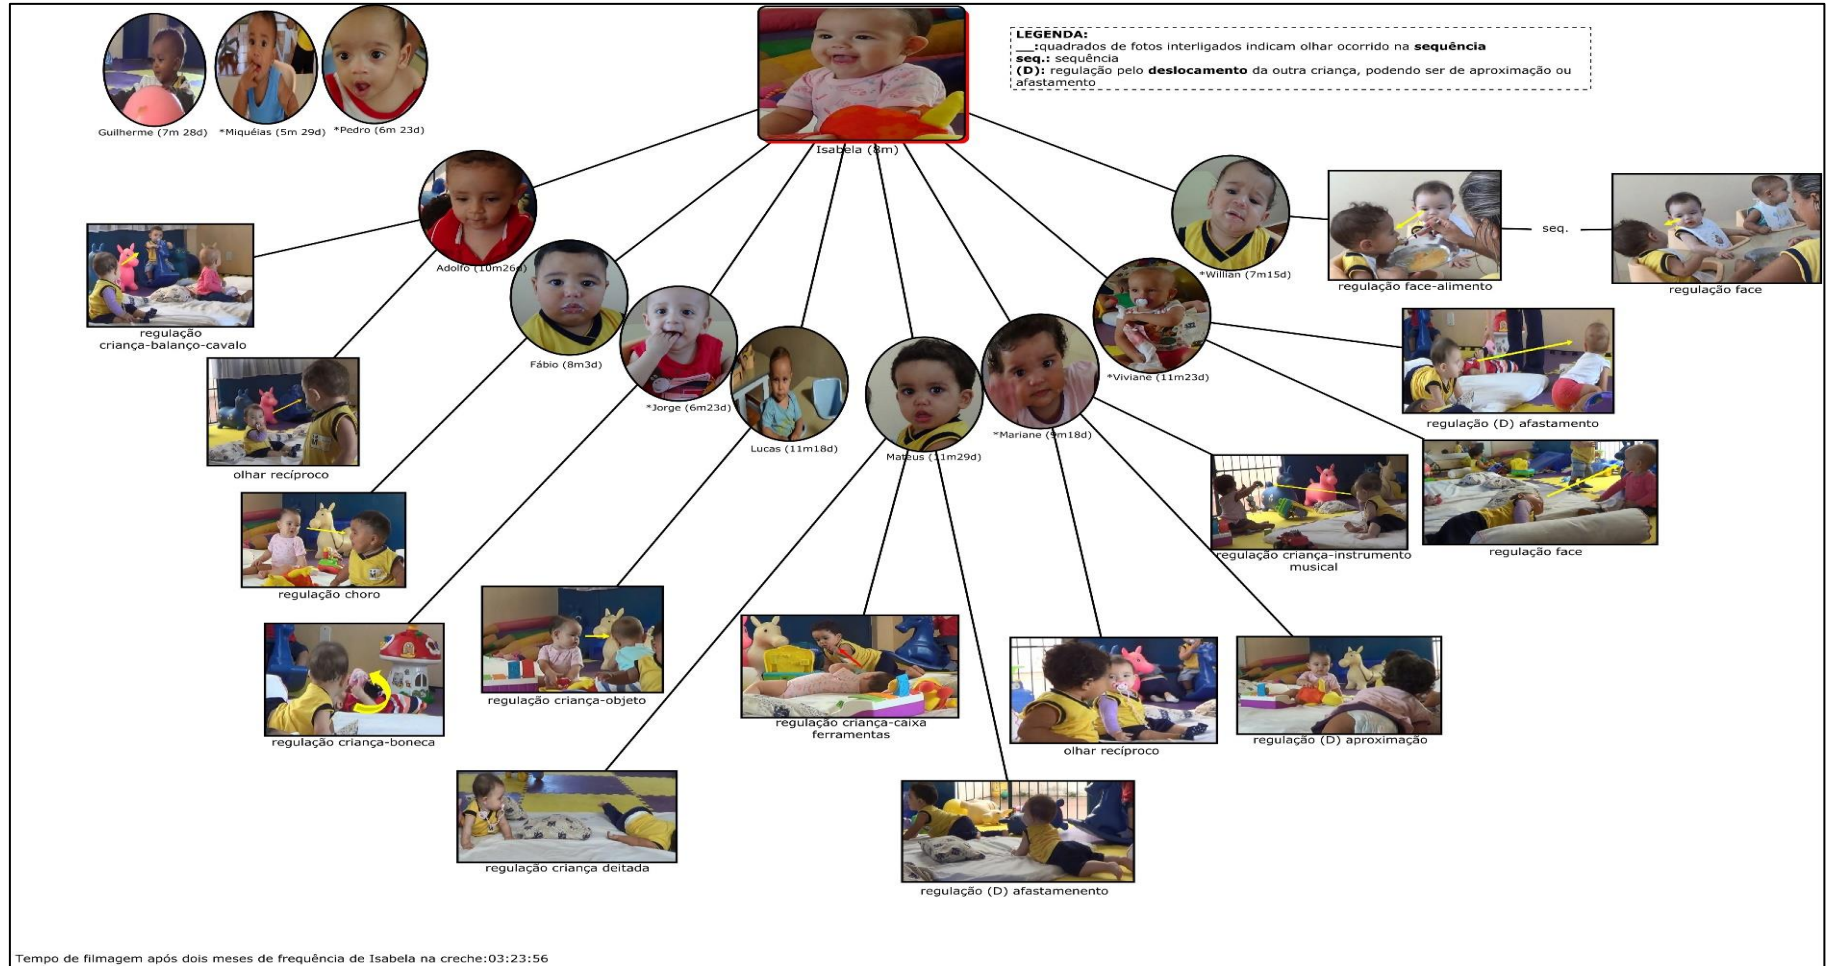 Guilherme (7m 28d)
*Miquéias (5m 29d)
*Pedro (6m 23d)
Isabela (8m)
LEGENDA:
__:quadrados de fotos interligados indicam olhar ocorrido na sequência
seq.: sequência
(D): regulação pelo deslocamento da outra criança, podendo ser de aproximação ou
afastamento
Adolfo (10m26d)
Fábio (8m3d)
*Jorge (6m23d)
Lucas (11m18d)
Mateus (11m29d)
*Mariane (9m18d)
*Viviane (11m23d)
*Willian (7m15d)
regulação face-alimento
seq.
regulação face
regulação
criança-balanço-cavalo
olhar recíproco
regulação choro
regulação criança-boneca
regulação criança-objeto
regulação criança deitada
regulação criança-caixa
ferramentas
regulação (D) afastamenento
olhar recíproco
regulação (D) aproximação
regulação criança-instrumento
musical
regulação face
regulação (D) afastamento
Tempo de filmagem após dois meses de frequência de Isabela na creche:03:23:56